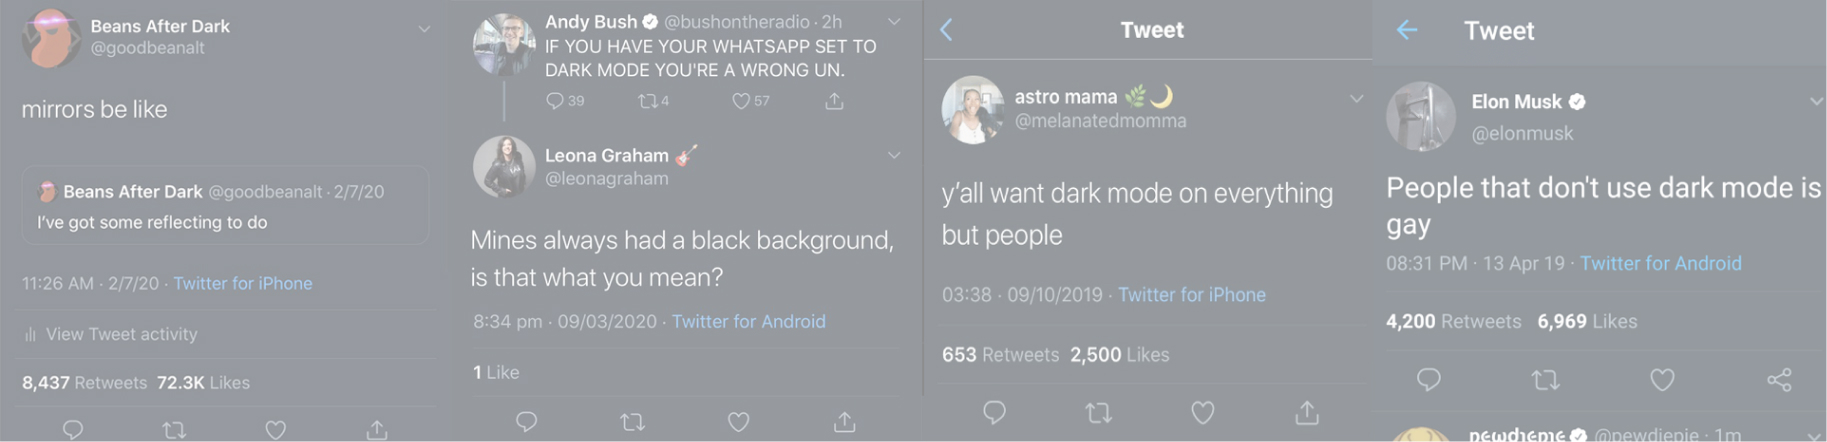 Beans After Dark
@goodbeanalt
mirrors be like
Beans After Dark @goodbeanalt · 2/7/20
I've got some reflecting to do
11:26 AM · 2/7/20 · Twitter for iPhone
View Tweet activity
8,437 Retweets 72.3K Likes
Andy Bush @bushontheradio · 2h
IF YOU HAVE YOUR WHATSAPP SET TO
DARK MODE YOU'RE A WRONG UN.
39 4 57
Leona Graham 🎸
@leonagraham
Mines always had a black background,
is that what you mean?
8:34 pm · 09/03/2020 · Twitter for Android
1 Like
Tweet
astro mama 🌿🌙
@melanatedmomma
y'all want dark mode on everything
but people
03:38 · 09/10/2019 · Twitter for iPhone
653 Retweets 2,500 Likes
Tweet
Elon Musk
@elonmusk
People that don't use dark mode is
gay
08:31 PM · 13 Apr 19 · Twitter for Android
4,200 Retweets 6,969 Likes
ρɐɯdıɐpıɐ @pewdiepie · 1m